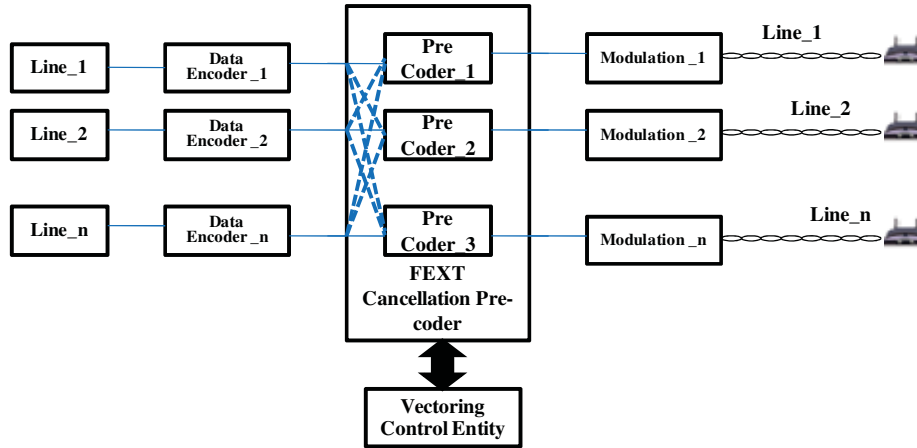 Line_1
Data
Encoder _1
Pre
Coder_1
Modulation _1
Line_1
Line_2
Data
Encoder _2
Pre
Coder_2
Modulation _2
Line_2
Line_n
Data
Encoder _n
Pre
Coder_3
Modulation _n
Line_n
FEXT
Cancellation Pre-
coder
Vectoring
Control Entity